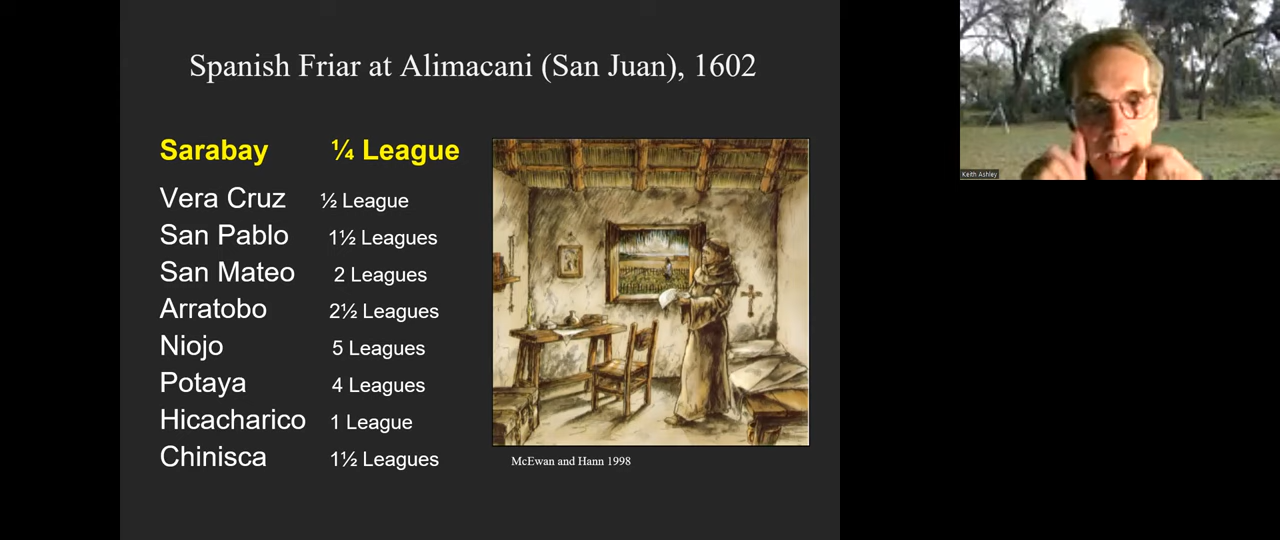 Spanish Friar at Alimacani (San Juan), 1602
Sarabay ¼ League
Vera Cruz ½ League
San Pablo 1½ Leagues
San Mateo 2 Leagues
Arratobo 2½ Leagues
Niojo 5 Leagues
Potaya 4 Leagues
Hicacharico 1 League
Chinisca 1½ Leagues
McEwan and Hann 1998
Keith Ashley